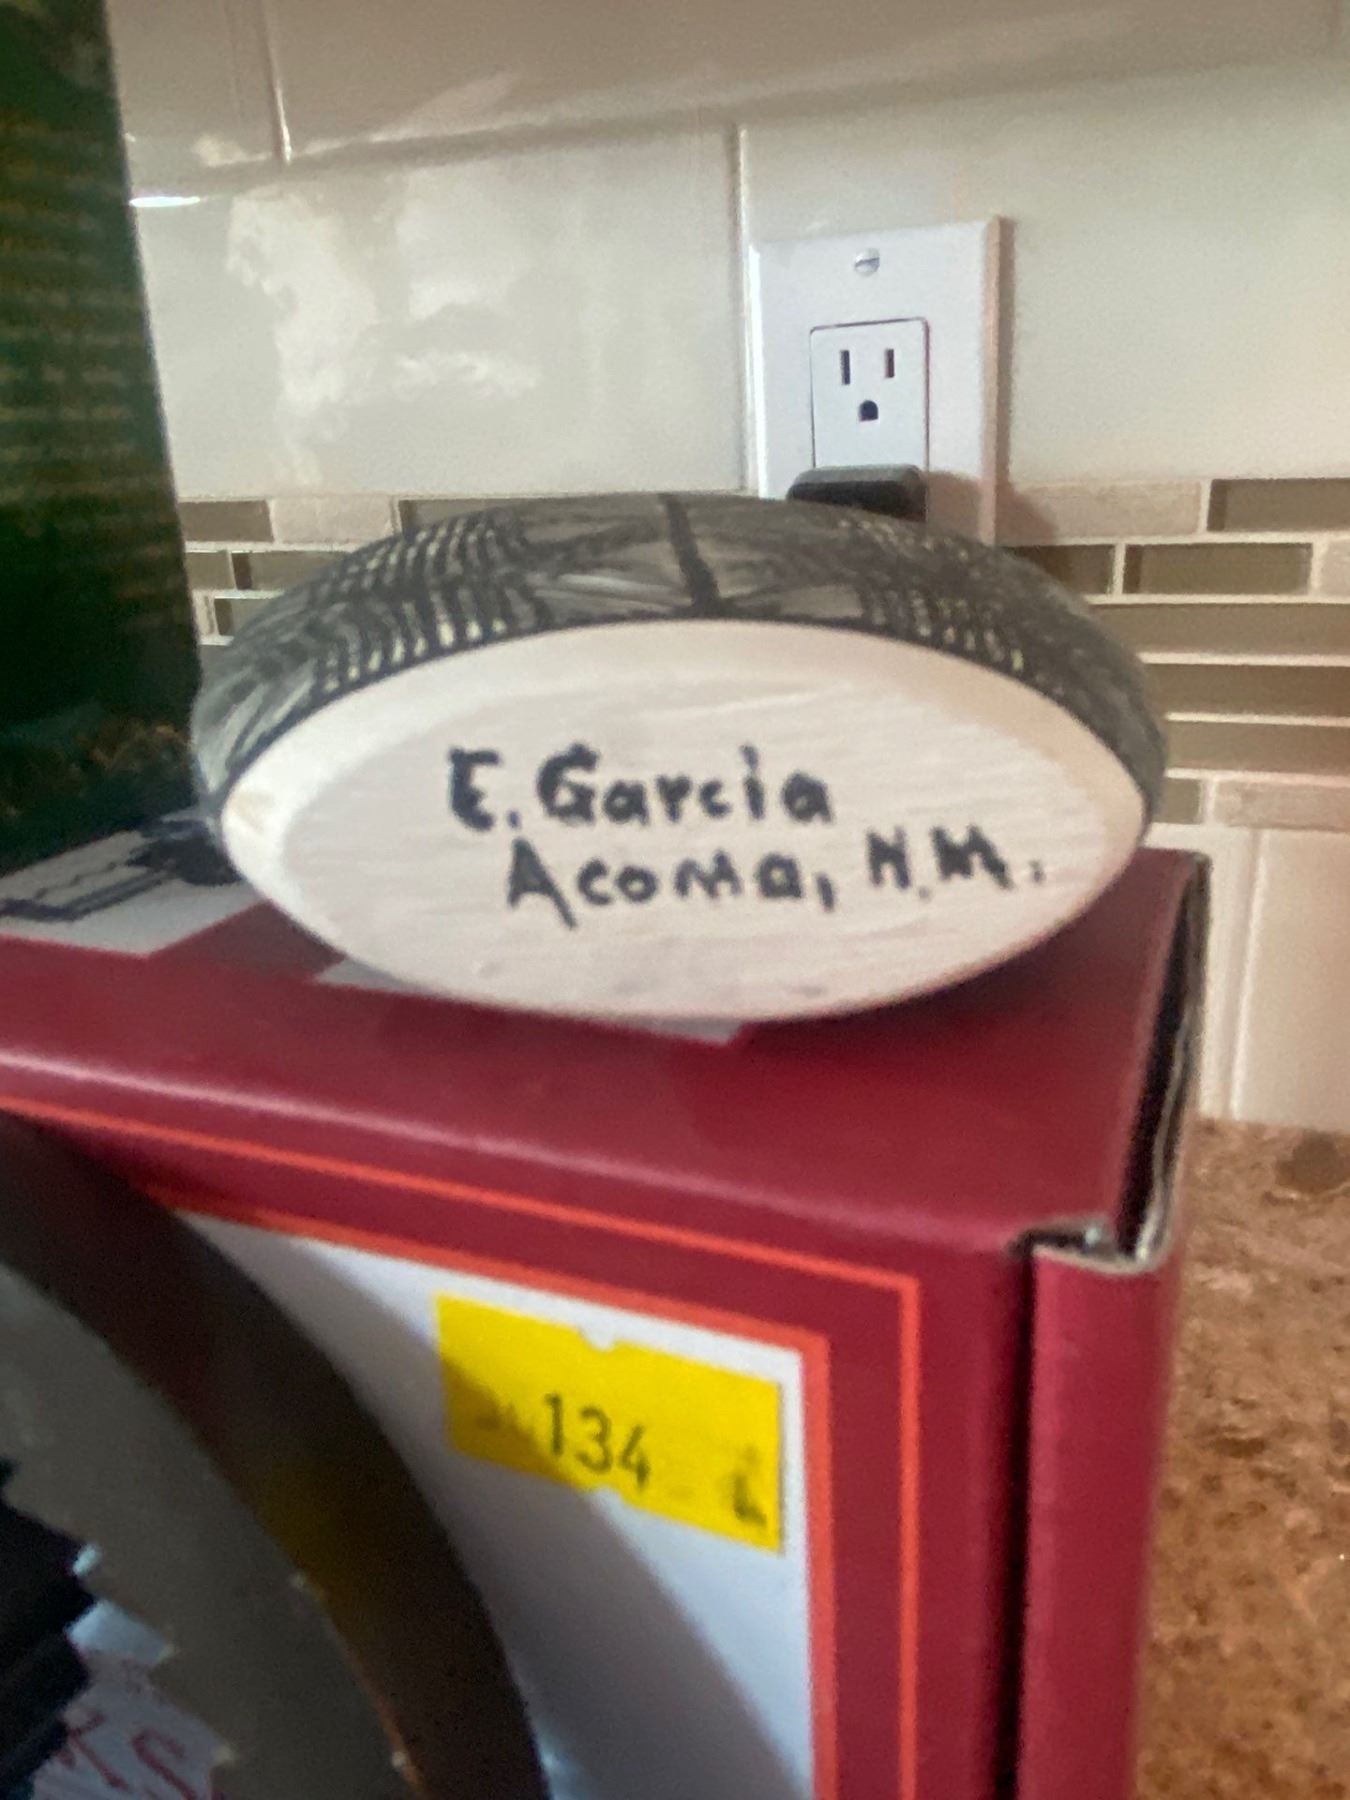 E. Garcia
Acoma, N.M.
134